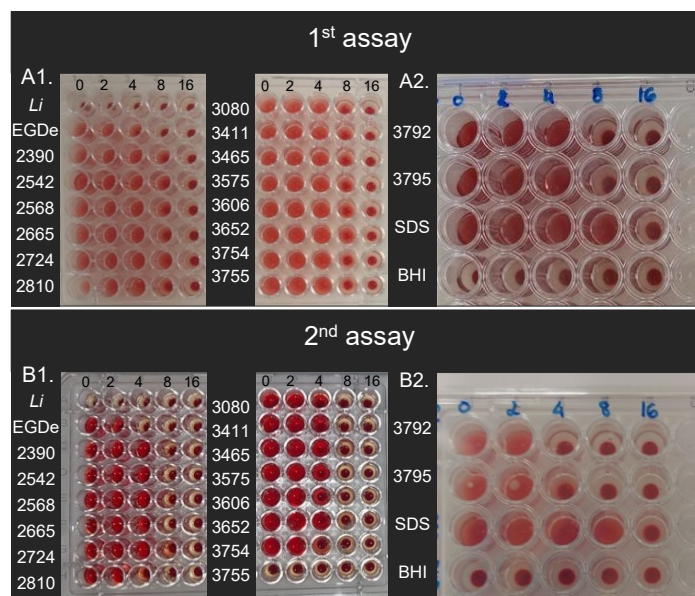 1st assay
A1.
0 2 4 8 16
Li
EGDe
2390
2542
2568
2665
2724
2810
0 2 4 8 16
3080
3411
3465
3575
3606
3652
3754
3755
A2.
0 2 4 8 16
3792
3795
SDS
BHI
2nd assay
B1.
0 2 4 8 16
Li
EGDe
2390
2542
2568
2665
2724
2810
0 2 4 8 16
3080
3411
3465
3575
3606
3652
3754
3755
B2.
0 2 4 8 16
3792
3795
SDS
BHI